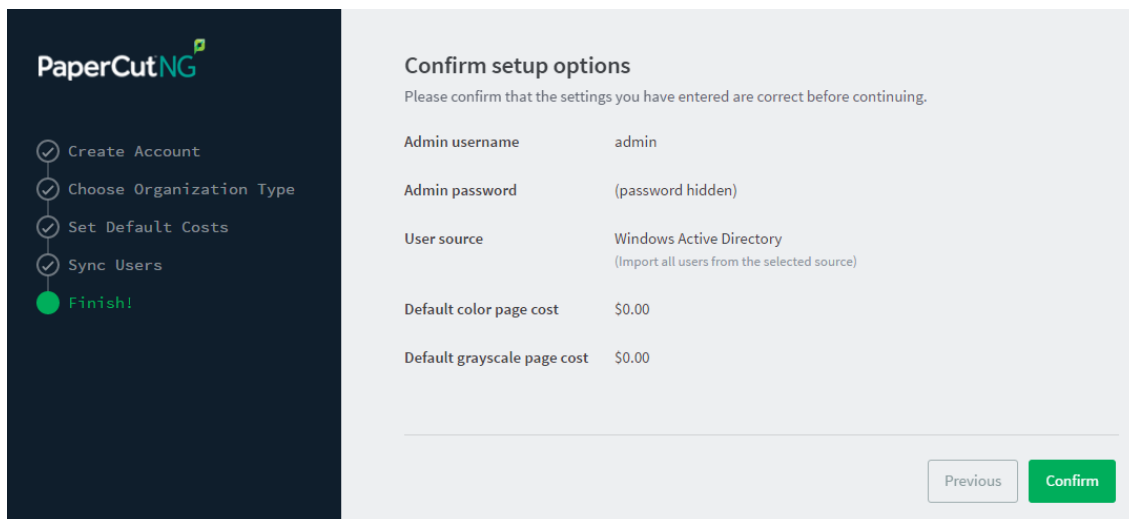 PaperCut NG
Create Account
Choose Organization Type
Set Default Costs
Sync Users
Finish!
Confirm setup options
Please confirm that the settings you have entered are correct before continuing.
Admin username admin
Admin password (password hidden)
User source Windows Active Directory
(Import all users from the selected source)
Default color page cost $0.00
Default grayscale page cost $0.00
Previous Confirm